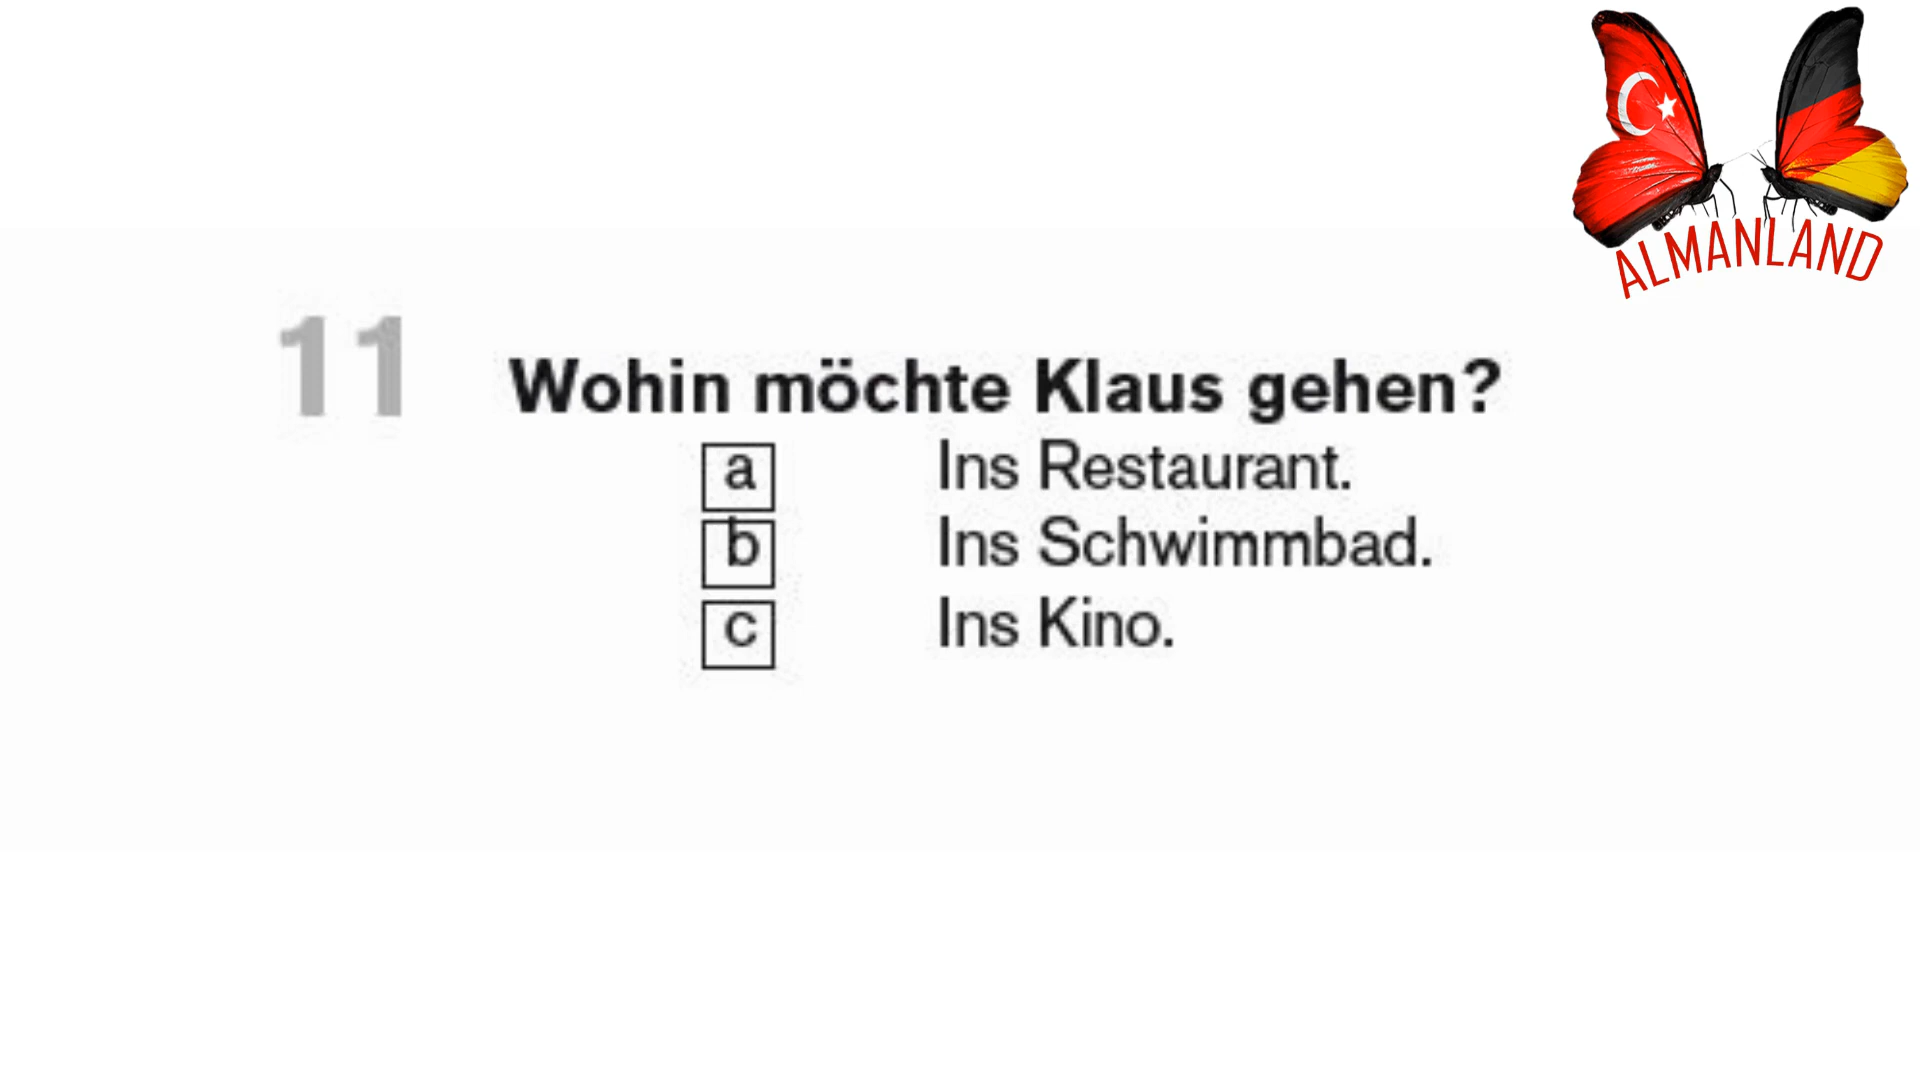 ALMANLAND
11
Wohin möchte Klaus gehen?
a Ins Restaurant.
b Ins Schwimmbad.
c Ins Kino.